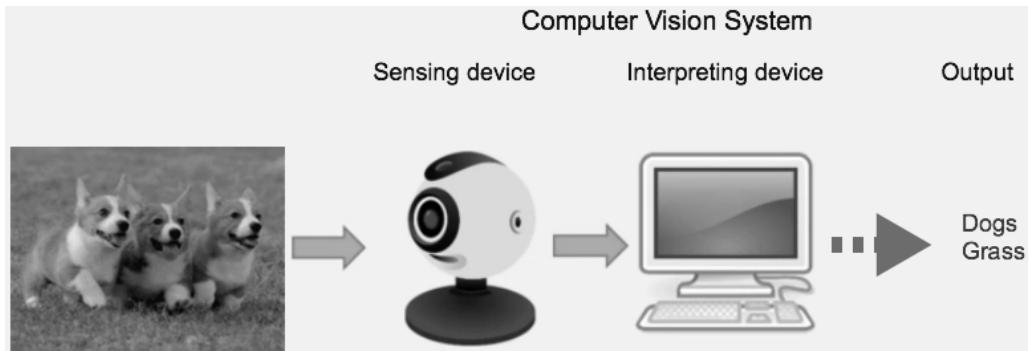 Computer Vision System
Sensing device
Interpreting device
Output
Dogs
Grass